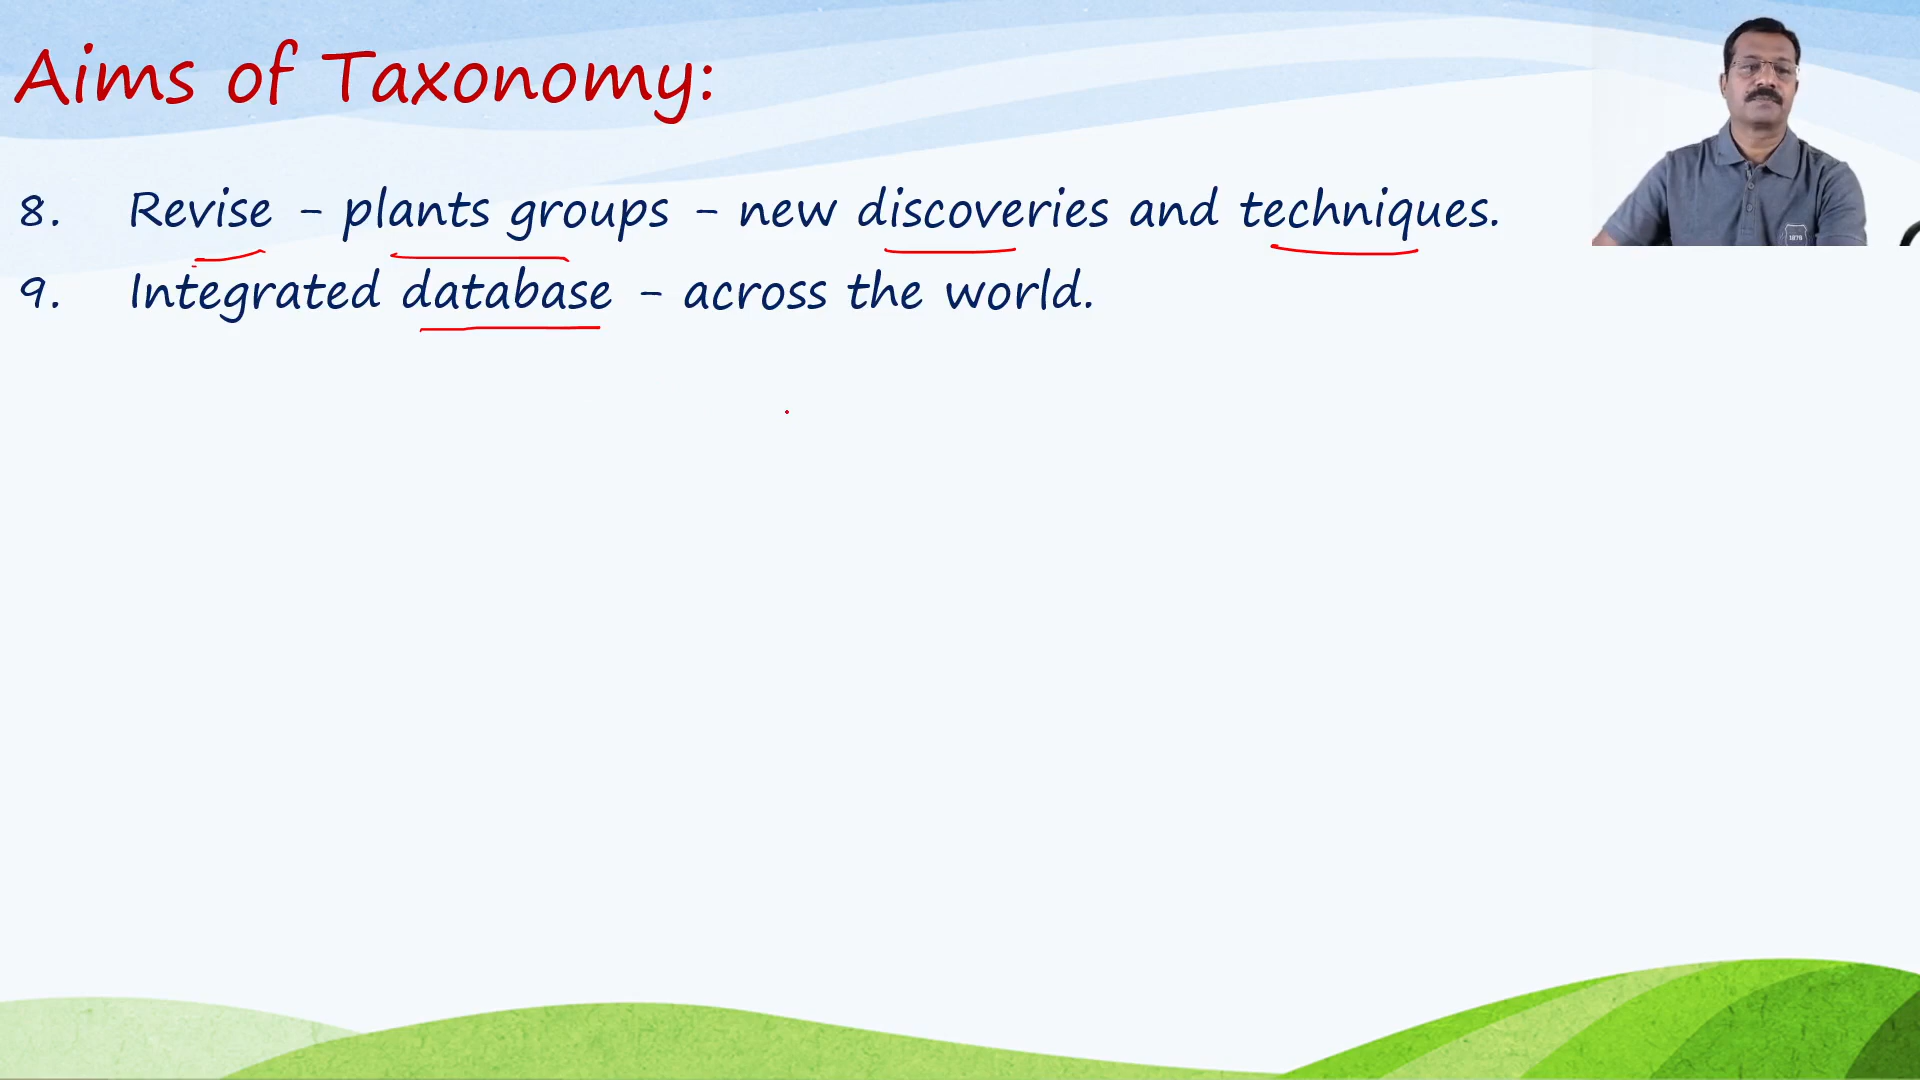 Aims of Taxonomy:
8. Revise - plants groups - new discoveries and techniques.
9. Integrated database - across the world.